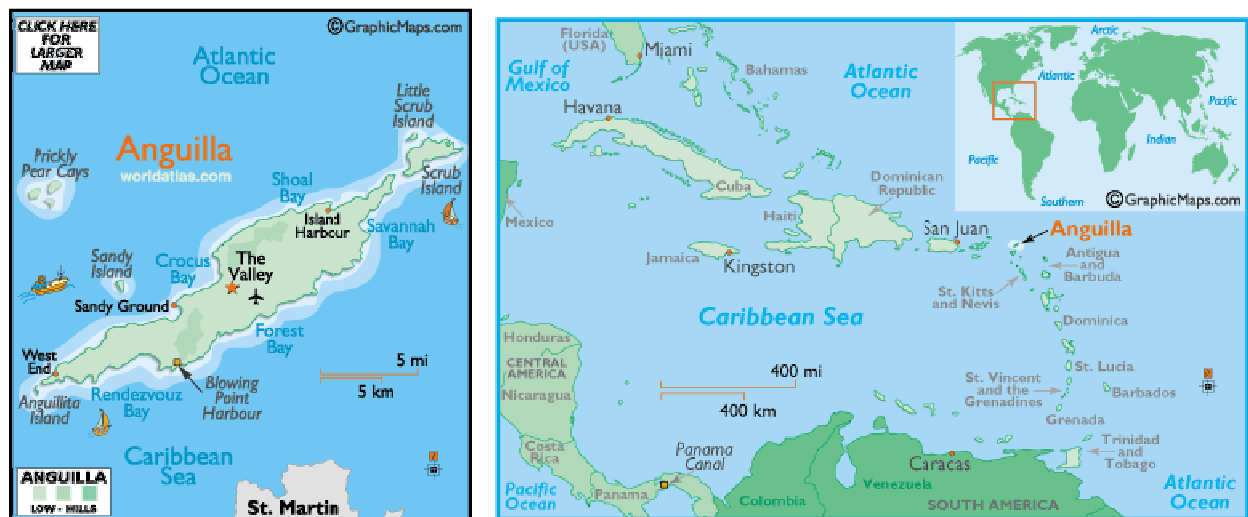 CLICK HERE
FOR
LARGER
MAP
©GraphicMaps.com
Atlantic
Ocean
Little
Scrub
Island
Prickly
Pear Cays
Anguilla
worldatlas.com
Scrub
Island
Shoal
Bay
Island
Harbour
Savannah
Bay
Sandy
Island
Crocus
Bay
The
Valley
Sandy Ground
Forest
Bay
West
End
5 mi
5 km
Anguillita
Island
Rendezvouz
Bay
Blowing
Point
Harbour
Caribbean
Sea
ANGUILLA
LOW - HILLS
St. Martin
Florida
(USA)
Miami
Gulf of
Mexico
Bahamas
Atlantic
Ocean
Havana
Cuba
Mexico
Dominican
Republic
Haiti
San Juan
Jamaica
Kingston
Anguilla
Antigua
and
Barbuda
St. Kitts
and Nevis
Caribbean Sea
Dominica
Honduras
CENTRAL
AMERICA
Nicaragua
400 mi
400 km
St. Lucia
St. Vincent
and the
Grenadines
Barbados
Grenada
Costa
Rica
Panama
Canal
Trinidad
and
Tobago
Caracas
Pacific
Ocean
Panama
Colombia
Venezuela
SOUTH AMERICA
Atlantic
Ocean
Arctic
Atlantic
Pacific
Indian
Pacific
Southern
©GraphicMaps.com